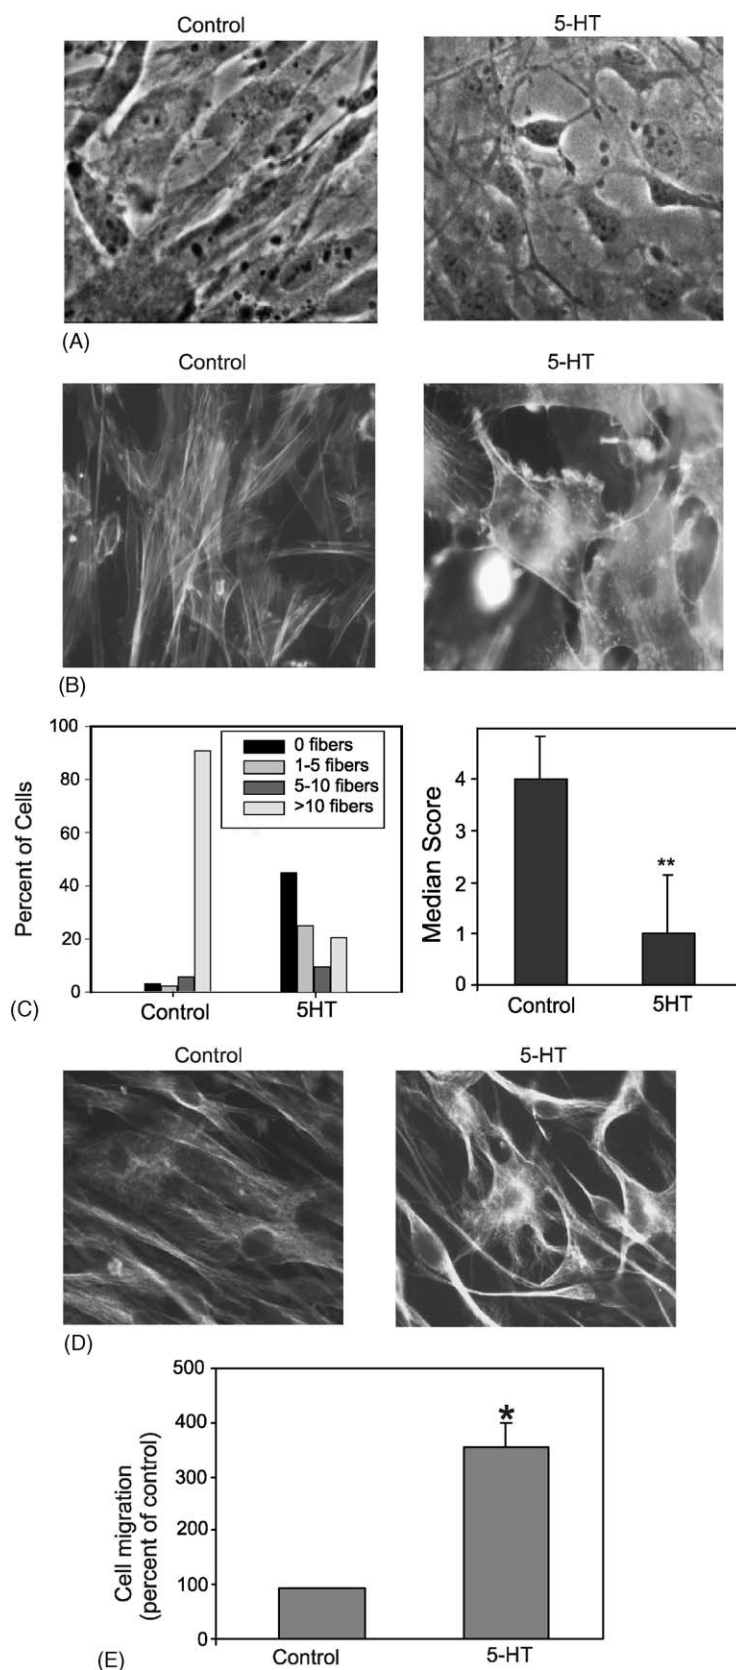 Control 5-HT
(A)
Control 5-HT
(B)
100
80
60
40
20
0
Percent of Cells
0 fibers
1-5 fibers
5-10 fibers
>10 fibers
Control 5HT
(C)
4
3
2
1
0
Median Score
**
Control 5HT
Control 5-HT
(D)
500
400
300
200
100
0
Cell migration
(percent of control)
*
Control 5-HT
(E)